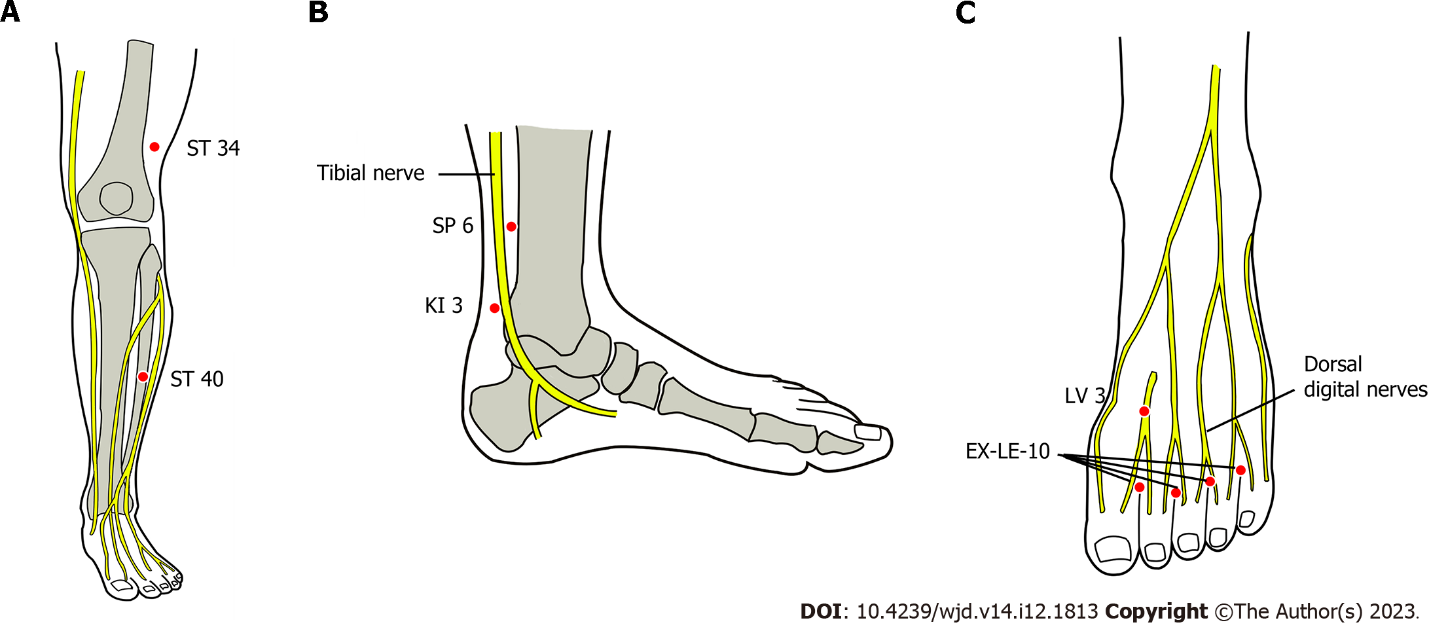 A
B
C
ST 34
ST 40
Tibial nerve
SP 6
KI 3
Dorsal
digital nerves
LV 3
EX-LE-10
DOI: 10.4239/wjd.v14.i12.1813 Copyright ©The Author(s) 2023.